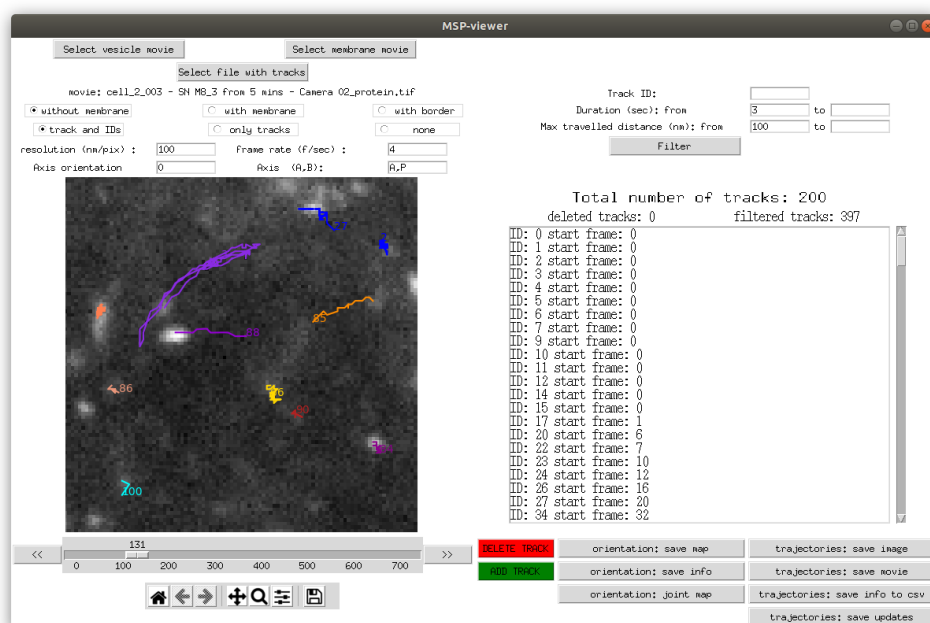 MSP-viewer
Select vesicle movie Select membrane movie
Select file with tracks
movie: cell_2_003 - SN M8_3 from 5 mins - Camera 02_protein.tif
without membrane with membrane with border
track and IDs only tracks none
resolution (nm/pix) : 100 frame rate (f/sec) : 4
Axis orientation 0 Axis (A,B): A,P
Track ID:
Duration (sec): from 3 to
Max travelled distance (nm): from 100 to
Filter
27
2
85
88
86
100
Total number of tracks: 200
deleted tracks: 0 filtered tracks: 397
ID: 0 start frame: 0
ID: 1 start frame: 0
ID: 2 start frame: 0
ID: 3 start frame: 0
ID: 4 start frame: 0
ID: 5 start frame: 0
ID: 6 start frame: 0
ID: 7 start frame: 0
ID: 9 start frame: 0
ID: 10 start frame: 0
ID: 11 start frame: 0
ID: 12 start frame: 0
ID: 14 start frame: 0
ID: 15 start frame: 0
ID: 17 start frame: 1
ID: 20 start frame: 6
ID: 22 start frame: 7
ID: 23 start frame: 10
ID: 24 start frame: 12
ID: 26 start frame: 16
ID: 27 start frame: 20
ID: 34 start frame: 32
<< 131 >>
0 100 200 300 400 500 600 700
DELETE TRACK orientation: save map trajectories: save image
ADD TRACK orientation: save info trajectories: save movie
orientation: joint map trajectories: save info to csv
trajectories: save updates